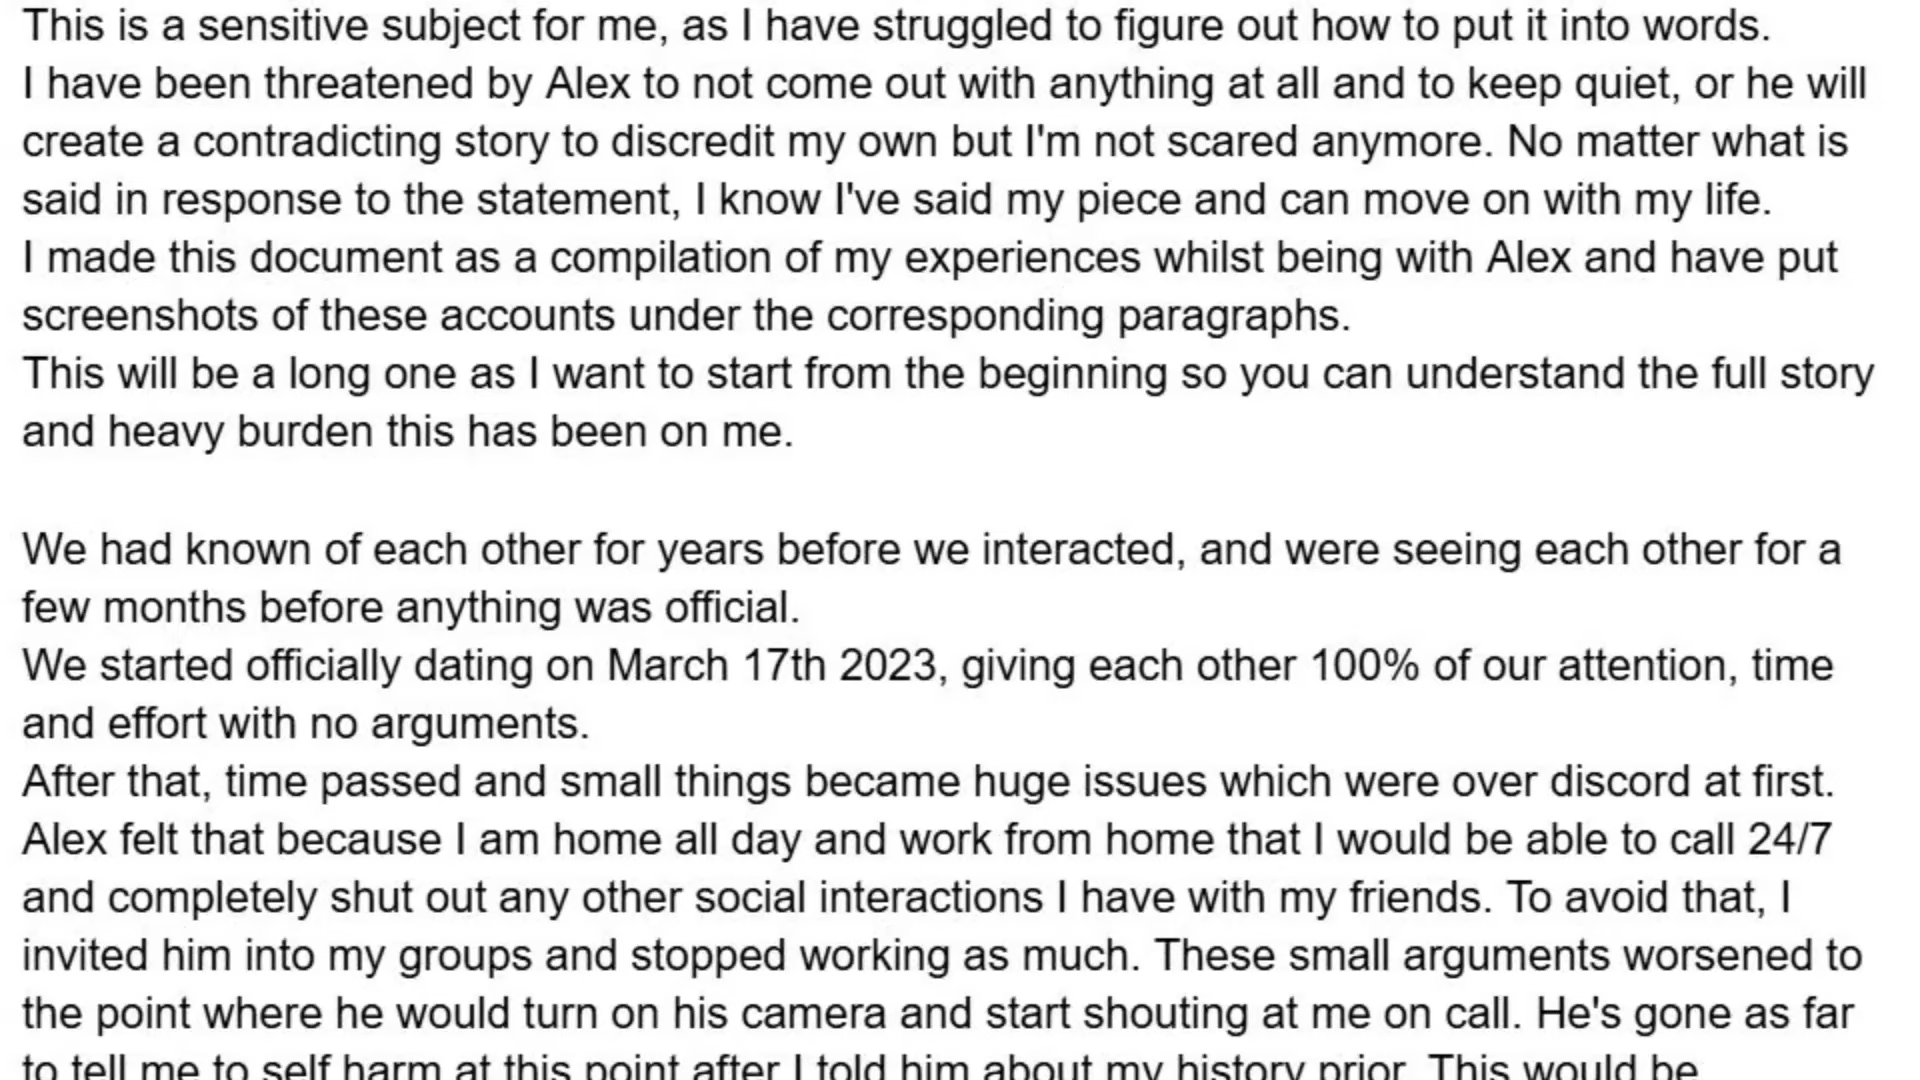 This is a sensitive subject for me, as I have struggled to figure out how to put it into words.
I have been threatened by Alex to not come out with anything at all and to keep quiet, or he will
create a contradicting story to discredit my own but I'm not scared anymore. No matter what is
said in response to the statement, I know I've said my piece and can move on with my life.
I made this document as a compilation of my experiences whilst being with Alex and have put
screenshots of these accounts under the corresponding paragraphs.
This will be a long one as I want to start from the beginning so you can understand the full story
and heavy burden this has been on me.
We had known of each other for years before we interacted, and were seeing each other for a
few months before anything was official.
We started officially dating on March 17th 2023, giving each other 100% of our attention, time
and effort with no arguments.
After that, time passed and small things became huge issues which were over discord at first.
Alex felt that because I am home all day and work from home that I would be able to call 24/7
and completely shut out any other social interactions I have with my friends. To avoid that, I
invited him into my groups and stopped working as much. These small arguments worsened to
the point where he would turn on his camera and start shouting at me on call. He's gone as far
to tell me to self harm at this point after I told him about my history prior. This would be